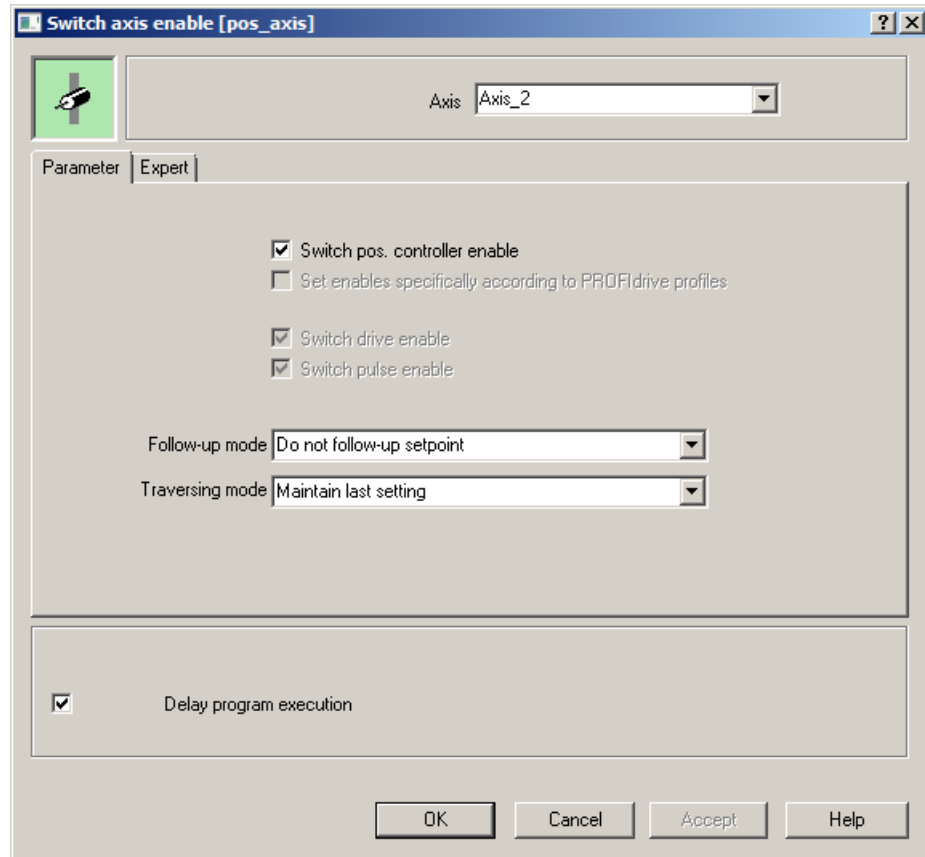 Switch axis enable [pos_axis]
Axis Axis_2
Parameter Expert
Switch pos. controller enable
Set enables specifically according to PROFIdrive profiles
Switch drive enable
Switch pulse enable
Follow-up mode Do not follow-up setpoint
Traversing mode Maintain last setting
Delay program execution
OK Cancel Accept Help